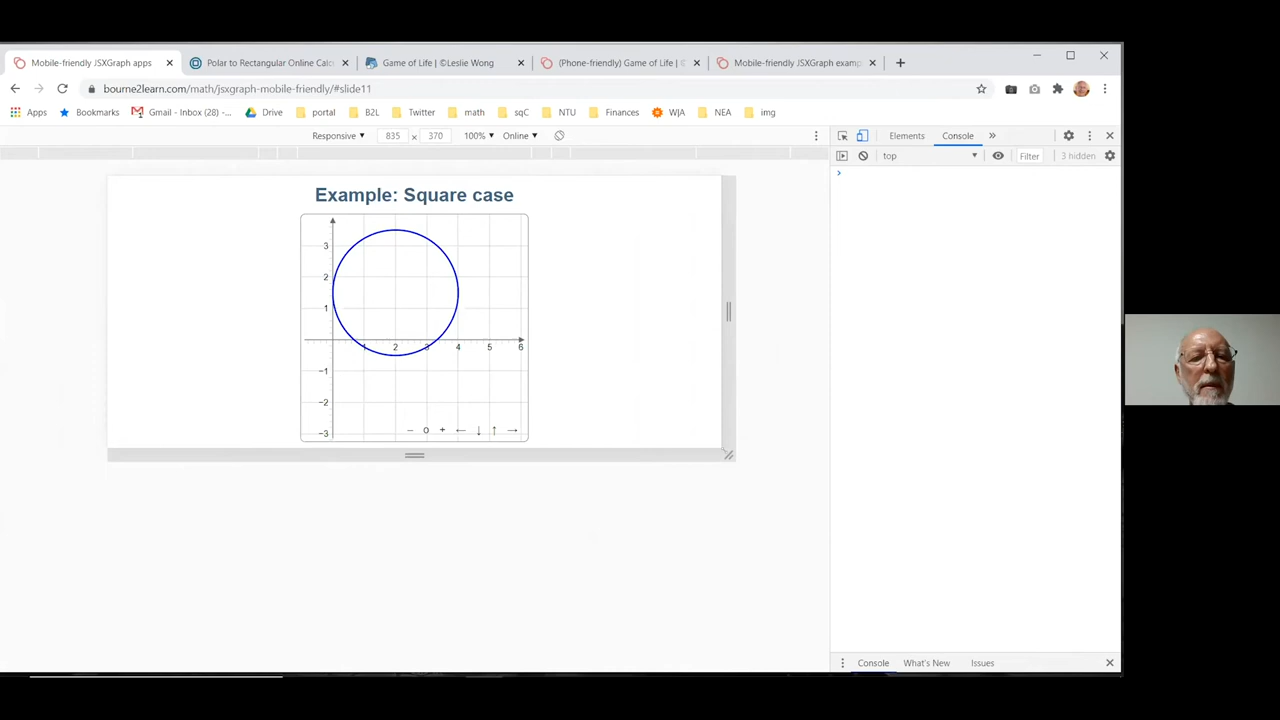 Mobile-friendly JSXGraph apps
Polar to Rectangular Online Calc
Game of Life | ©Leslie Wong
(Phone-friendly) Game of Life | ©
Mobile-friendly JSXGraph examp
bourne2learn.com/math/jsxgraph-mobile-friendly/#slide11
Apps Bookmarks Gmail - Inbox (28) -... Drive portal B2L Twitter math sqC NTU Finances WIA NEA img
Responsive ▼ 835 × 370 100% ▼ Online ▼
Elements Console »
top ▼ Filter 3 hidden
›
Example: Square case
3
2
1
1 2 3 4 5 6
−1
−2
−3
− o + ← ↓ ↑ →
Console What's New Issues